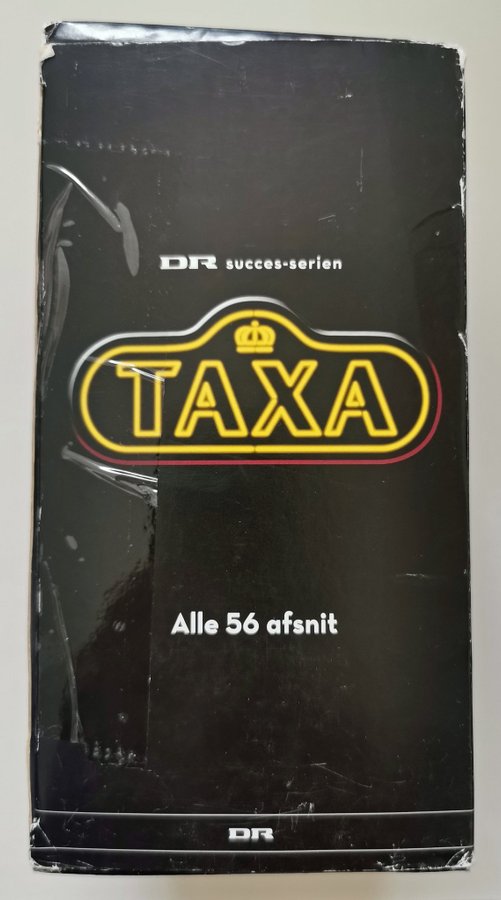 DR succes-serien
TAXA
Alle 56 afsnit
DR